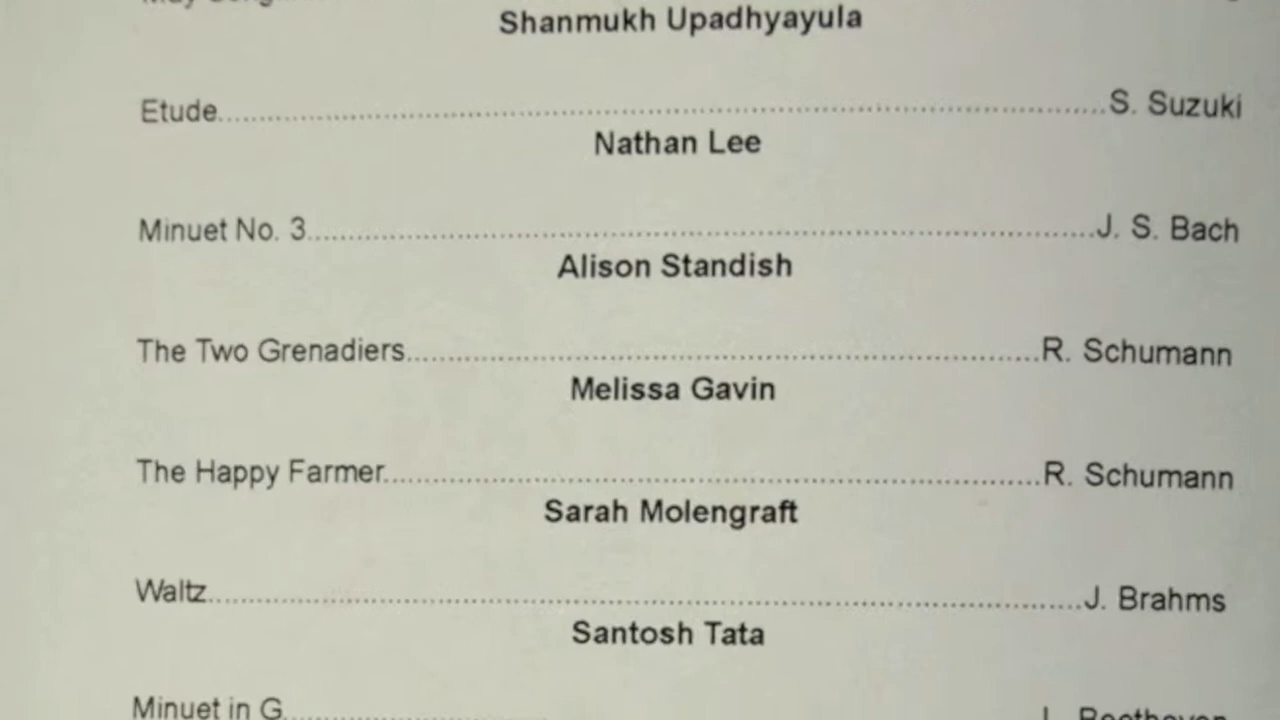 Shanmukh Upadhyayula
Etude................S. Suzuki
Nathan Lee
Minuet No. 3................J. S. Bach
Alison Standish
The Two Grenadiers................R. Schumann
Melissa Gavin
The Happy Farmer................R. Schumann
Sarah Molengraft
Waltz................J. Brahms
Santosh Tata
Minuet in G................L. Beethoven